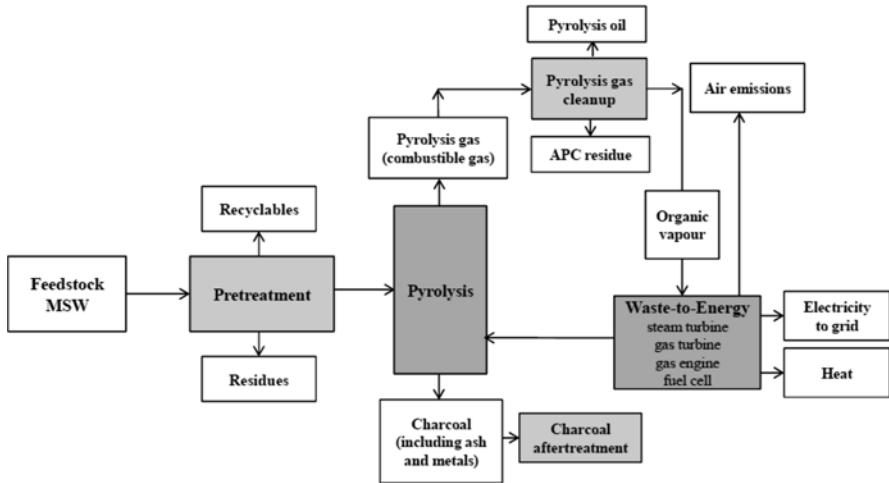 Pyrolysis oil
Pyrolysis gas
cleanup
Air emissions
Pyrolysis gas
(combustible gas)
APC residue
Recyclables
Organic
vapour
Feedstock
MSW
Pretreatment
Pyrolysis
Waste-to-Energy
steam turbine
gas turbine
gas engine
fuel cell
Electricity
to grid
Heat
Residues
Charcoal
(including ash
and metals)
Charcoal
aftertreatment